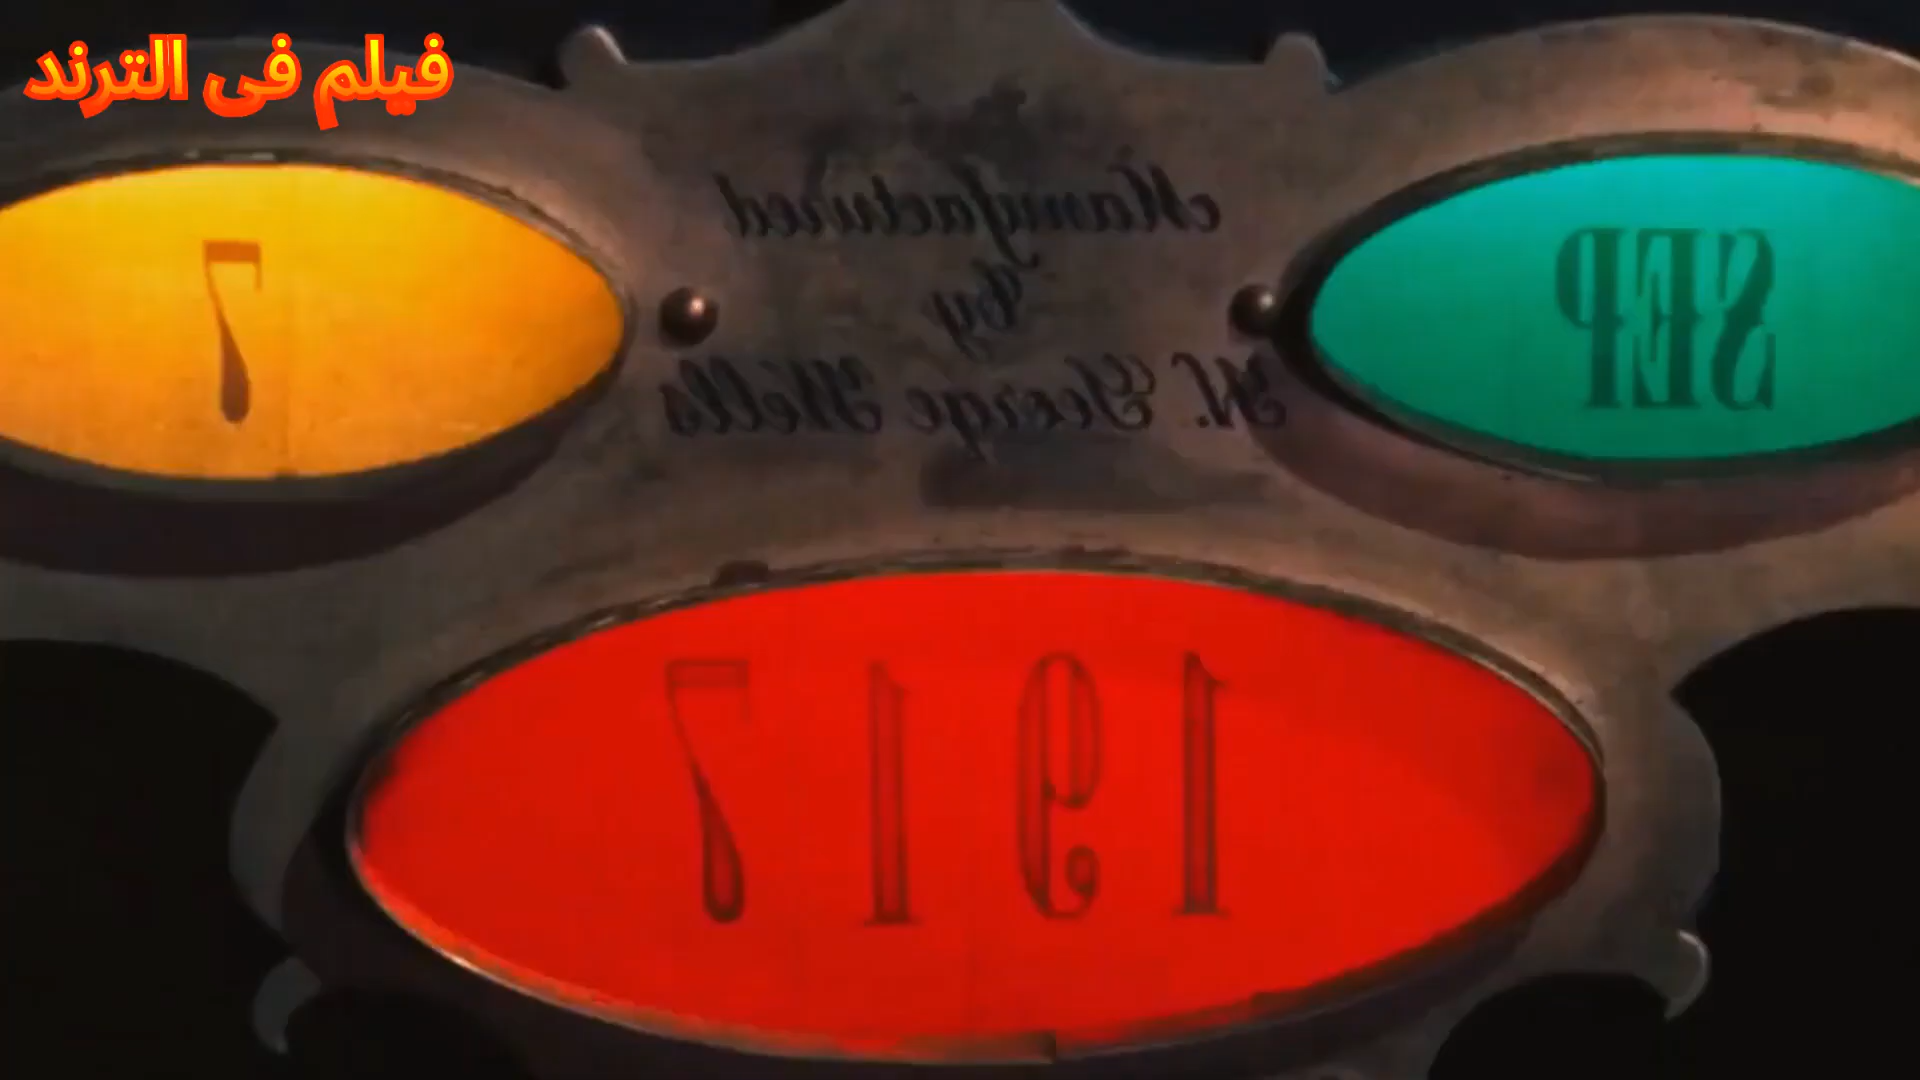 فيلم فى الترند
Manufactured
by
W. George Wells
SEP
7
1917